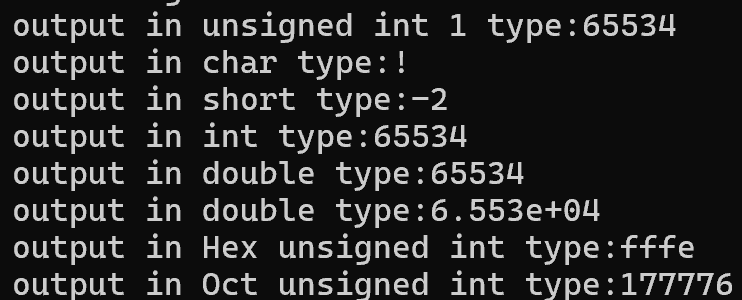 output in unsigned int 1 type:65534
output in char type:!
output in short type:-2
output in int type:65534
output in double type:65534
output in double type:6.553e+04
output in Hex unsigned int type:fffe
output in Oct unsigned int type:177776